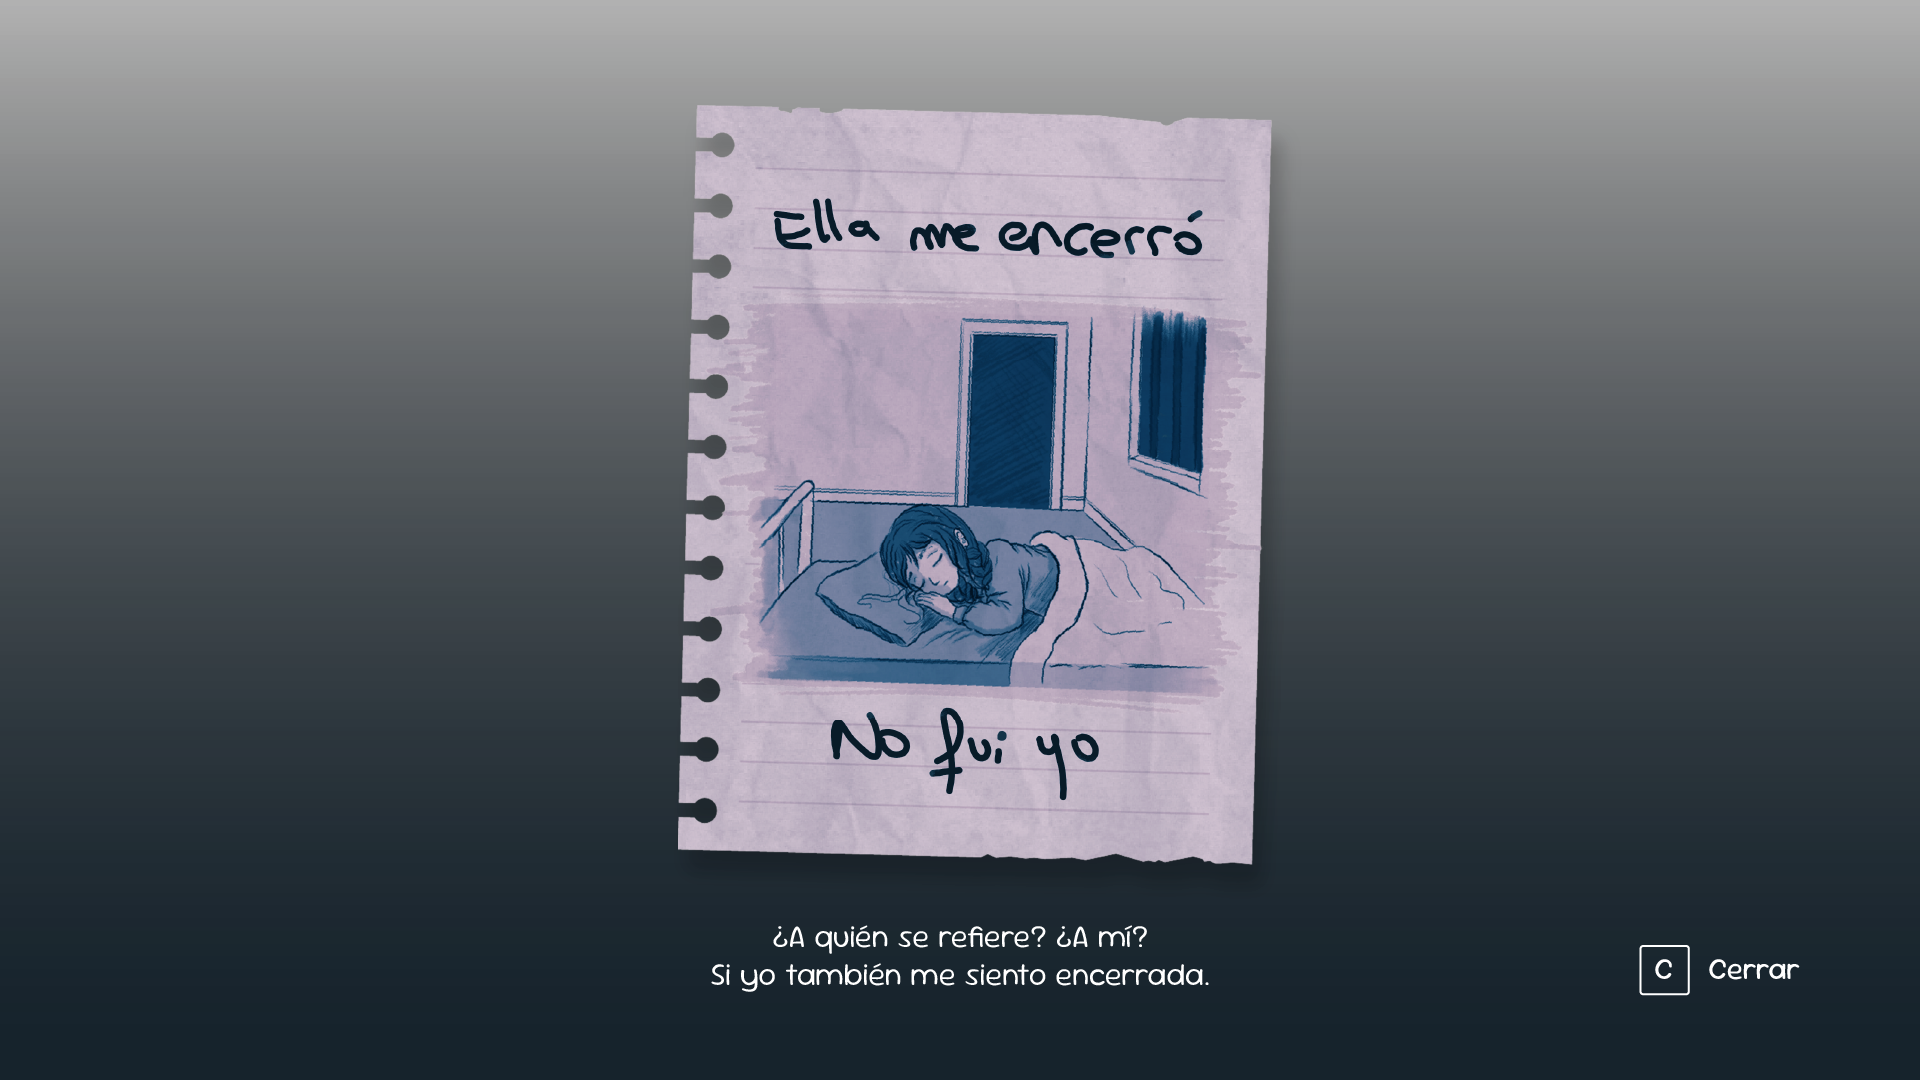 Ella me encerró
No fui yo
¿A quién se refiere? ¿A mí?
Si yo también me siento encerrada.
C Cerrar